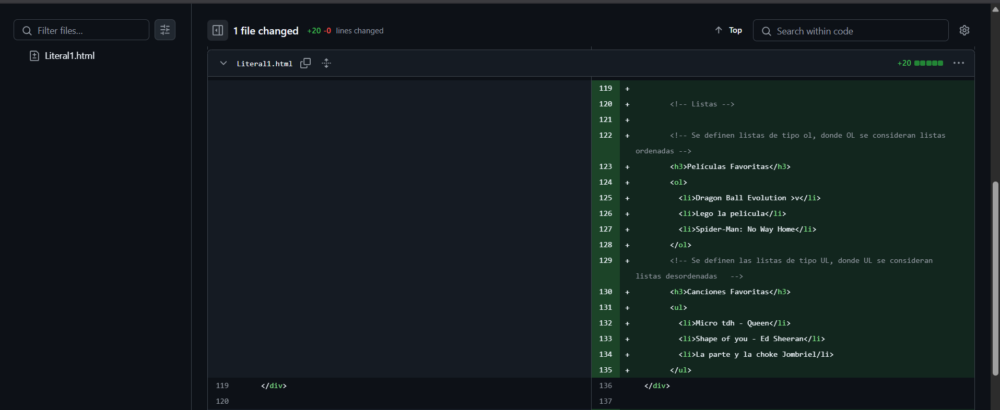 Filter files...
Literal1.html
1 file changed +20 -0 lines changed
Top
Search within code
Literal1.html
+20
119 +
120 + <!-- Listas -->
121 +
122 + <!-- Se definen listas de tipo ol, donde OL se consideran listas
ordenadas -->
123 + <h3>Películas Favoritas</h3>
124 + <ol>
125 + <li>Dragon Ball Evolution >v</li>
126 + <li>Lego la pelicula</li>
127 + <li>Spider-Man: No Way Home</li>
128 + </ol>
129 + <!-- Se definen las listas de tipo UL, donde UL se consideran
listas desordenadas   -->
130 + <h3>Canciones Favoritas</h3>
131 + <ul>
132 + <li>Micro tdh - Queen</li>
133 + <li>Shape of you - Ed Sheeran</li>
134 + <li>La parte y la choke Jombriel/li>
135 + </ul>
119 </div> 136 </div>
120 137